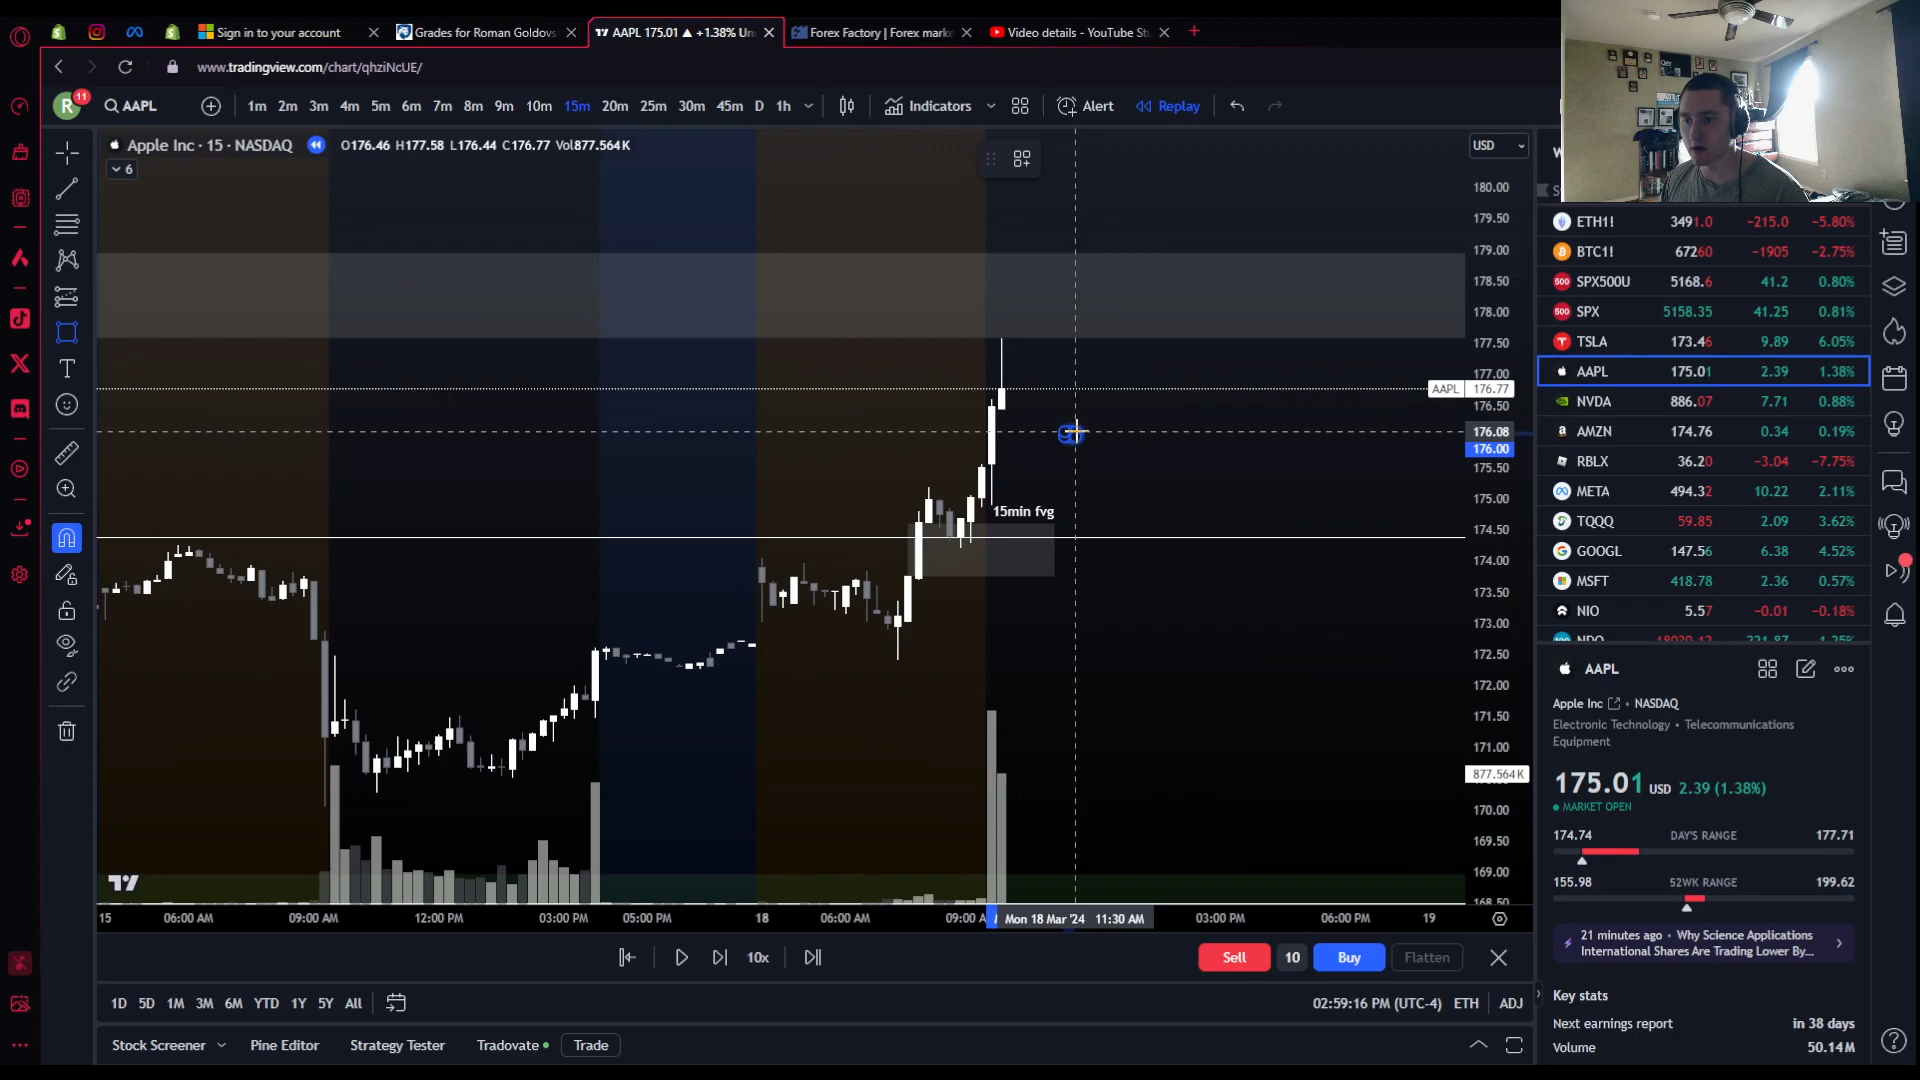 Sign in to your account
Grades for Roman Goldovs
AAPL 175.01 ▲ +1.38% Un
Forex Factory | Forex marke
Video details - YouTube St
www.tradingview.com/chart/qhziNcUE/
R 11
AAPL
1m 2m 3m 4m 5m 6m 7m 8m 9m 10m 15m 20m 25m 30m 45m D 1h
Indicators
Alert
Replay
Apple Inc · 15 · NASDAQ
O176.46 H177.58 L176.44 C176.77 Vol877.564K
6
USD
180.00
179.50
179.00
178.50
178.00
177.50
177.00
AAPL 176.77
176.50
176.08
176.00
175.50
175.00
15min fvg
174.50
174.00
173.50
173.00
172.50
172.00
171.50
171.00
877.564K
170.00
169.50
169.00
168.50
15 06:00 AM 09:00 AM 12:00 PM 03:00 PM 05:00 PM 18 06:00 AM 09:00 A Mon 18 Mar '24 11:30 AM 03:00 PM 06:00 PM 19
10x
Sell 10 Buy Flatten
1D 5D 1M 3M 6M YTD 1Y 5Y All
02:59:16 PM (UTC-4) ETH ADJ
Stock Screener Pine Editor Strategy Tester Tradovate Trade
ETH1! 3491.0 −215.0 −5.80%
BTC1! 67260 −1905 −2.75%
SPX500U 5168.6 41.2 0.80%
SPX 5158.35 41.25 0.81%
TSLA 173.46 9.89 6.05%
AAPL 175.01 2.39 1.38%
NVDA 886.07 7.71 0.88%
AMZN 174.76 0.34 0.19%
RBLX 36.20 −3.04 −7.75%
META 494.32 10.22 2.11%
TQQQ 59.85 2.09 3.62%
GOOGL 147.56 6.38 4.52%
MSFT 418.78 2.36 0.57%
NIO 5.57 −0.01 −0.18%
AAPL
Apple Inc • NASDAQ
Electronic Technology • Telecommunications
Equipment
175.01 USD 2.39 (1.38%)
MARKET OPEN
174.74 DAY'S RANGE 177.71
155.98 52WK RANGE 199.62
21 minutes ago • Why Science Applications
International Shares Are Trading Lower By...
Key stats
Next earnings report in 38 days
Volume 50.14M